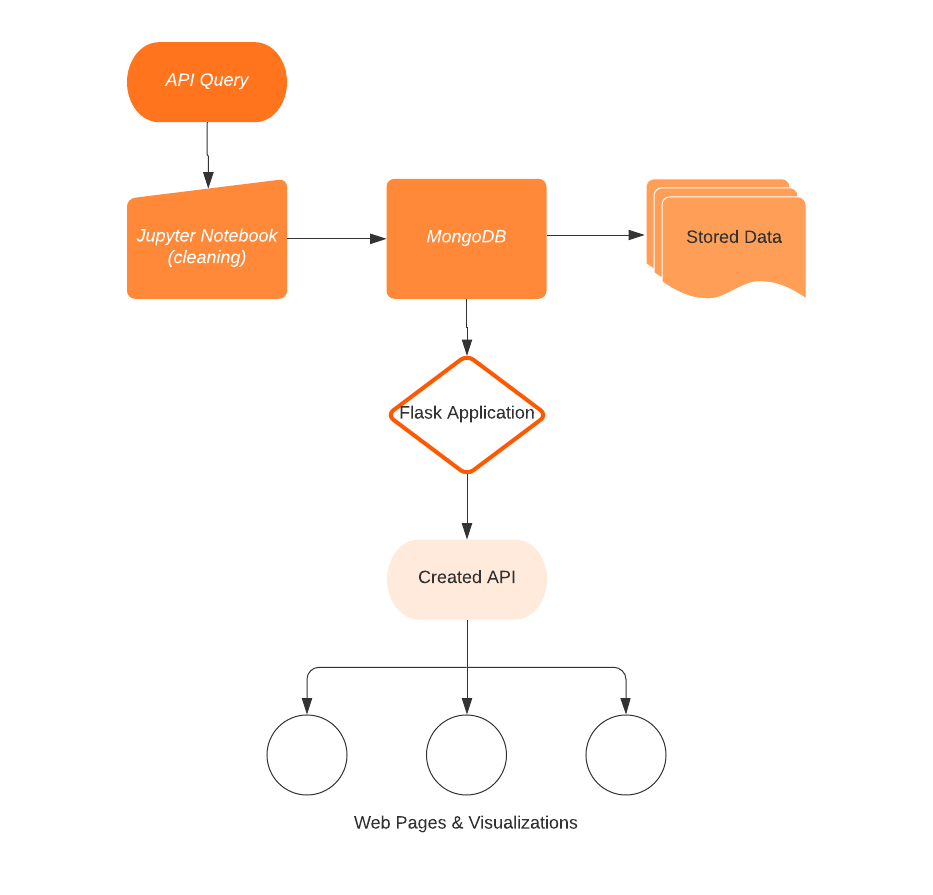 API Query
Jupyter Notebook
(cleaning)
MongoDB
Stored Data
Flask Application
Created API
Web Pages & Visualizations